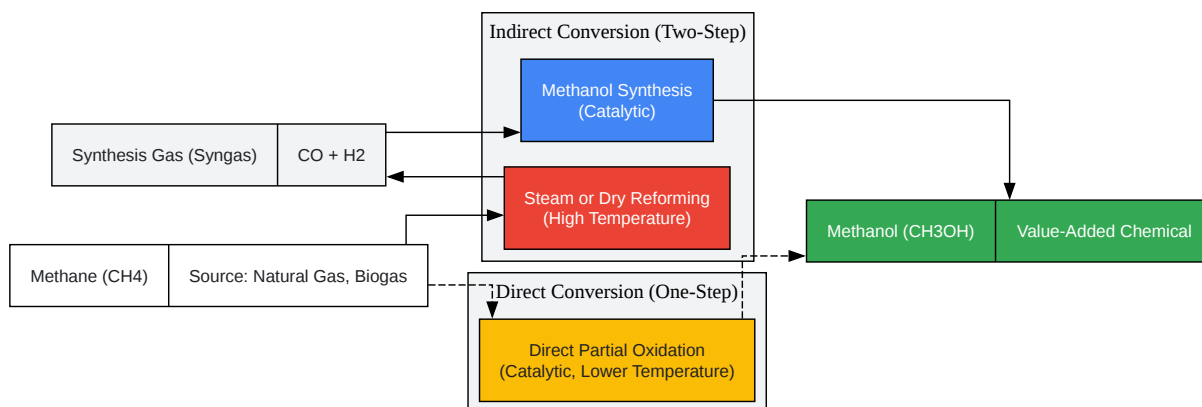 Indirect Conversion (Two-Step)
Methanol Synthesis
(Catalytic)
Synthesis Gas (Syngas)
CO + H2
Steam or Dry Reforming
(High Temperature)
Methanol (CH3OH)
Value-Added Chemical
Methane (CH4)
Source: Natural Gas, Biogas
Direct Conversion (One-Step)
Direct Partial Oxidation
(Catalytic, Lower Temperature)